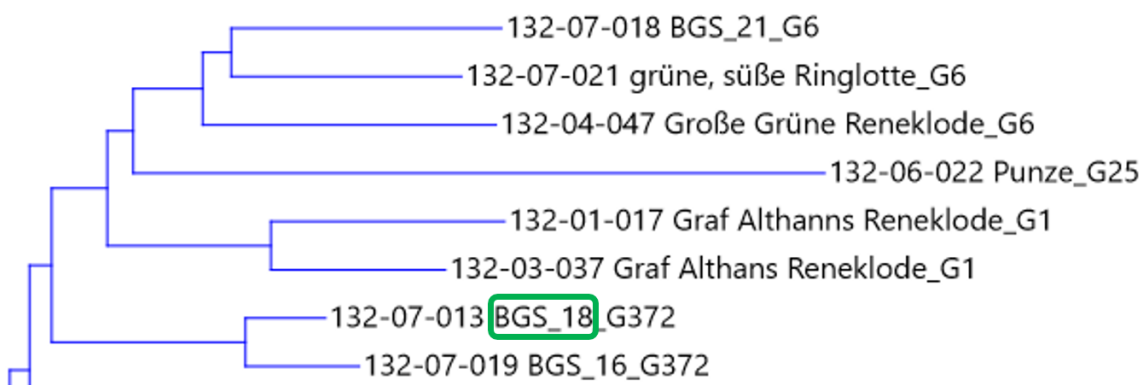 132-07-018 BGS_21_G6
132-07-021 grüne, süße Ringlotte_G6
132-04-047 Große Grüne Reneklode_G6
132-06-022 Punze_G25
132-01-017 Graf Althanns Reneklode_G1
132-03-037 Graf Althans Reneklode_G1
132-07-013 BGS_18_G372
132-07-019 BGS_16_G372